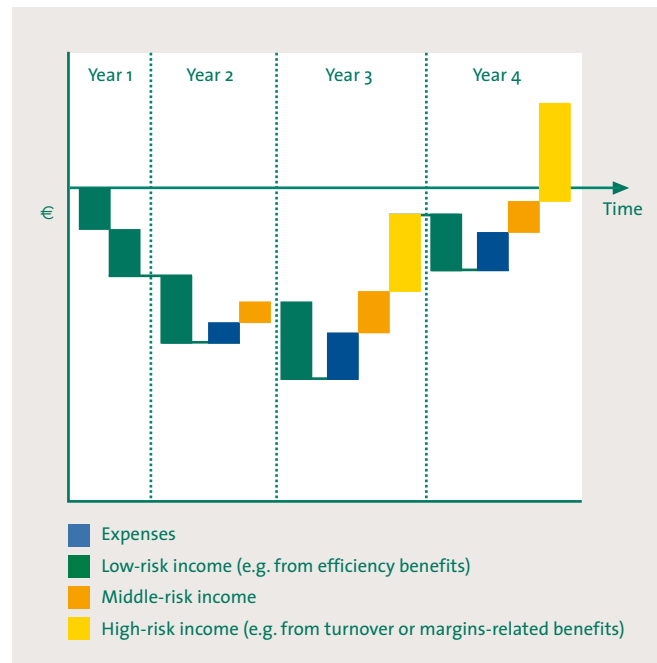 Year 1
Year 2
Year 3
Year 4
€
Time
Expenses
Low-risk income (e.g. from efficiency benefits)
Middle-risk income
High-risk income (e.g. from turnover or margins-related benefits)